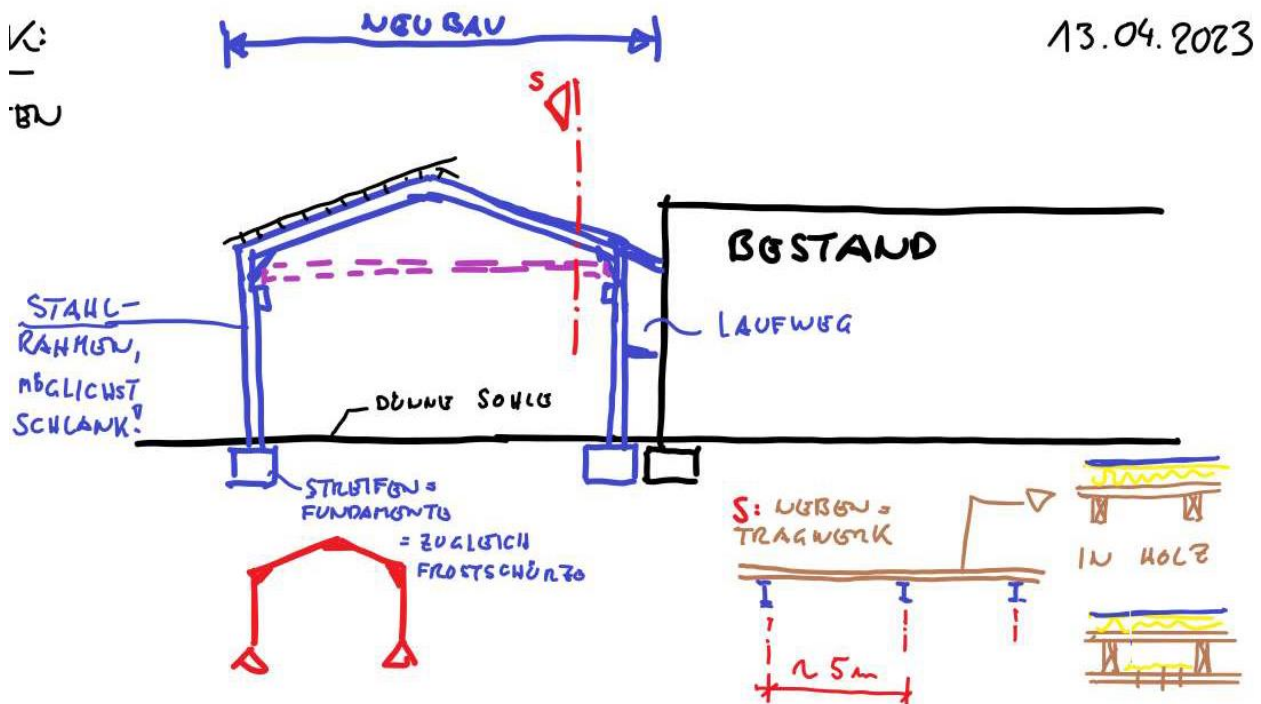 K:
EN
NEUBAU
13.04.2023
S
BESTAND
STAHL-
RAHMEN,
MÖGLICHST
SCHLANK!
LAUFWEG
DÜNNE SOHLE
STREIFEN=
FUNDAMENTE
= ZUGLEICH
FROSTSCHÜRZE
S: NEBEN=
TRAGWERK
IN HOLZ
~ 5m